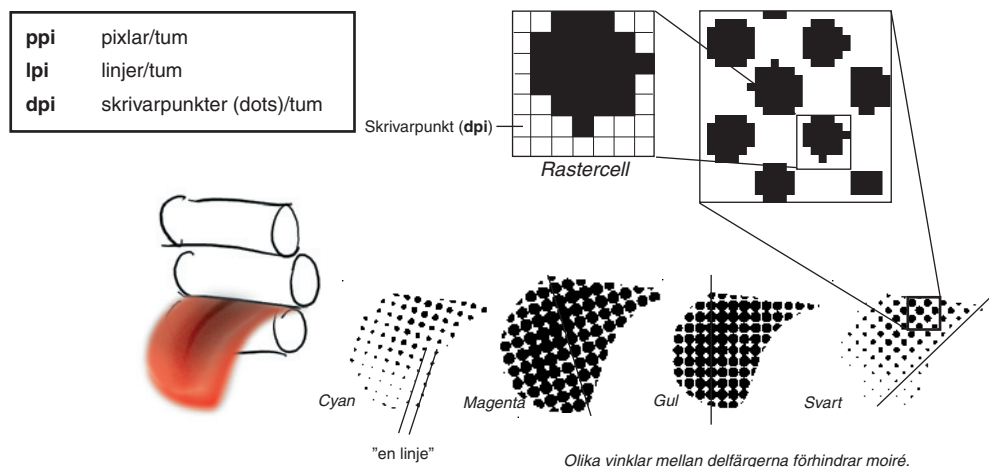 ppi pixlar/tum
lpi linjer/tum
dpi skrivarpunkter (dots)/tum
Skrivarpunkt (dpi)
Rastercell
Cyan
Magenta
Gul
Svart
"en linje"
Olika vinklar mellan delfärgerna förhindrar moiré.